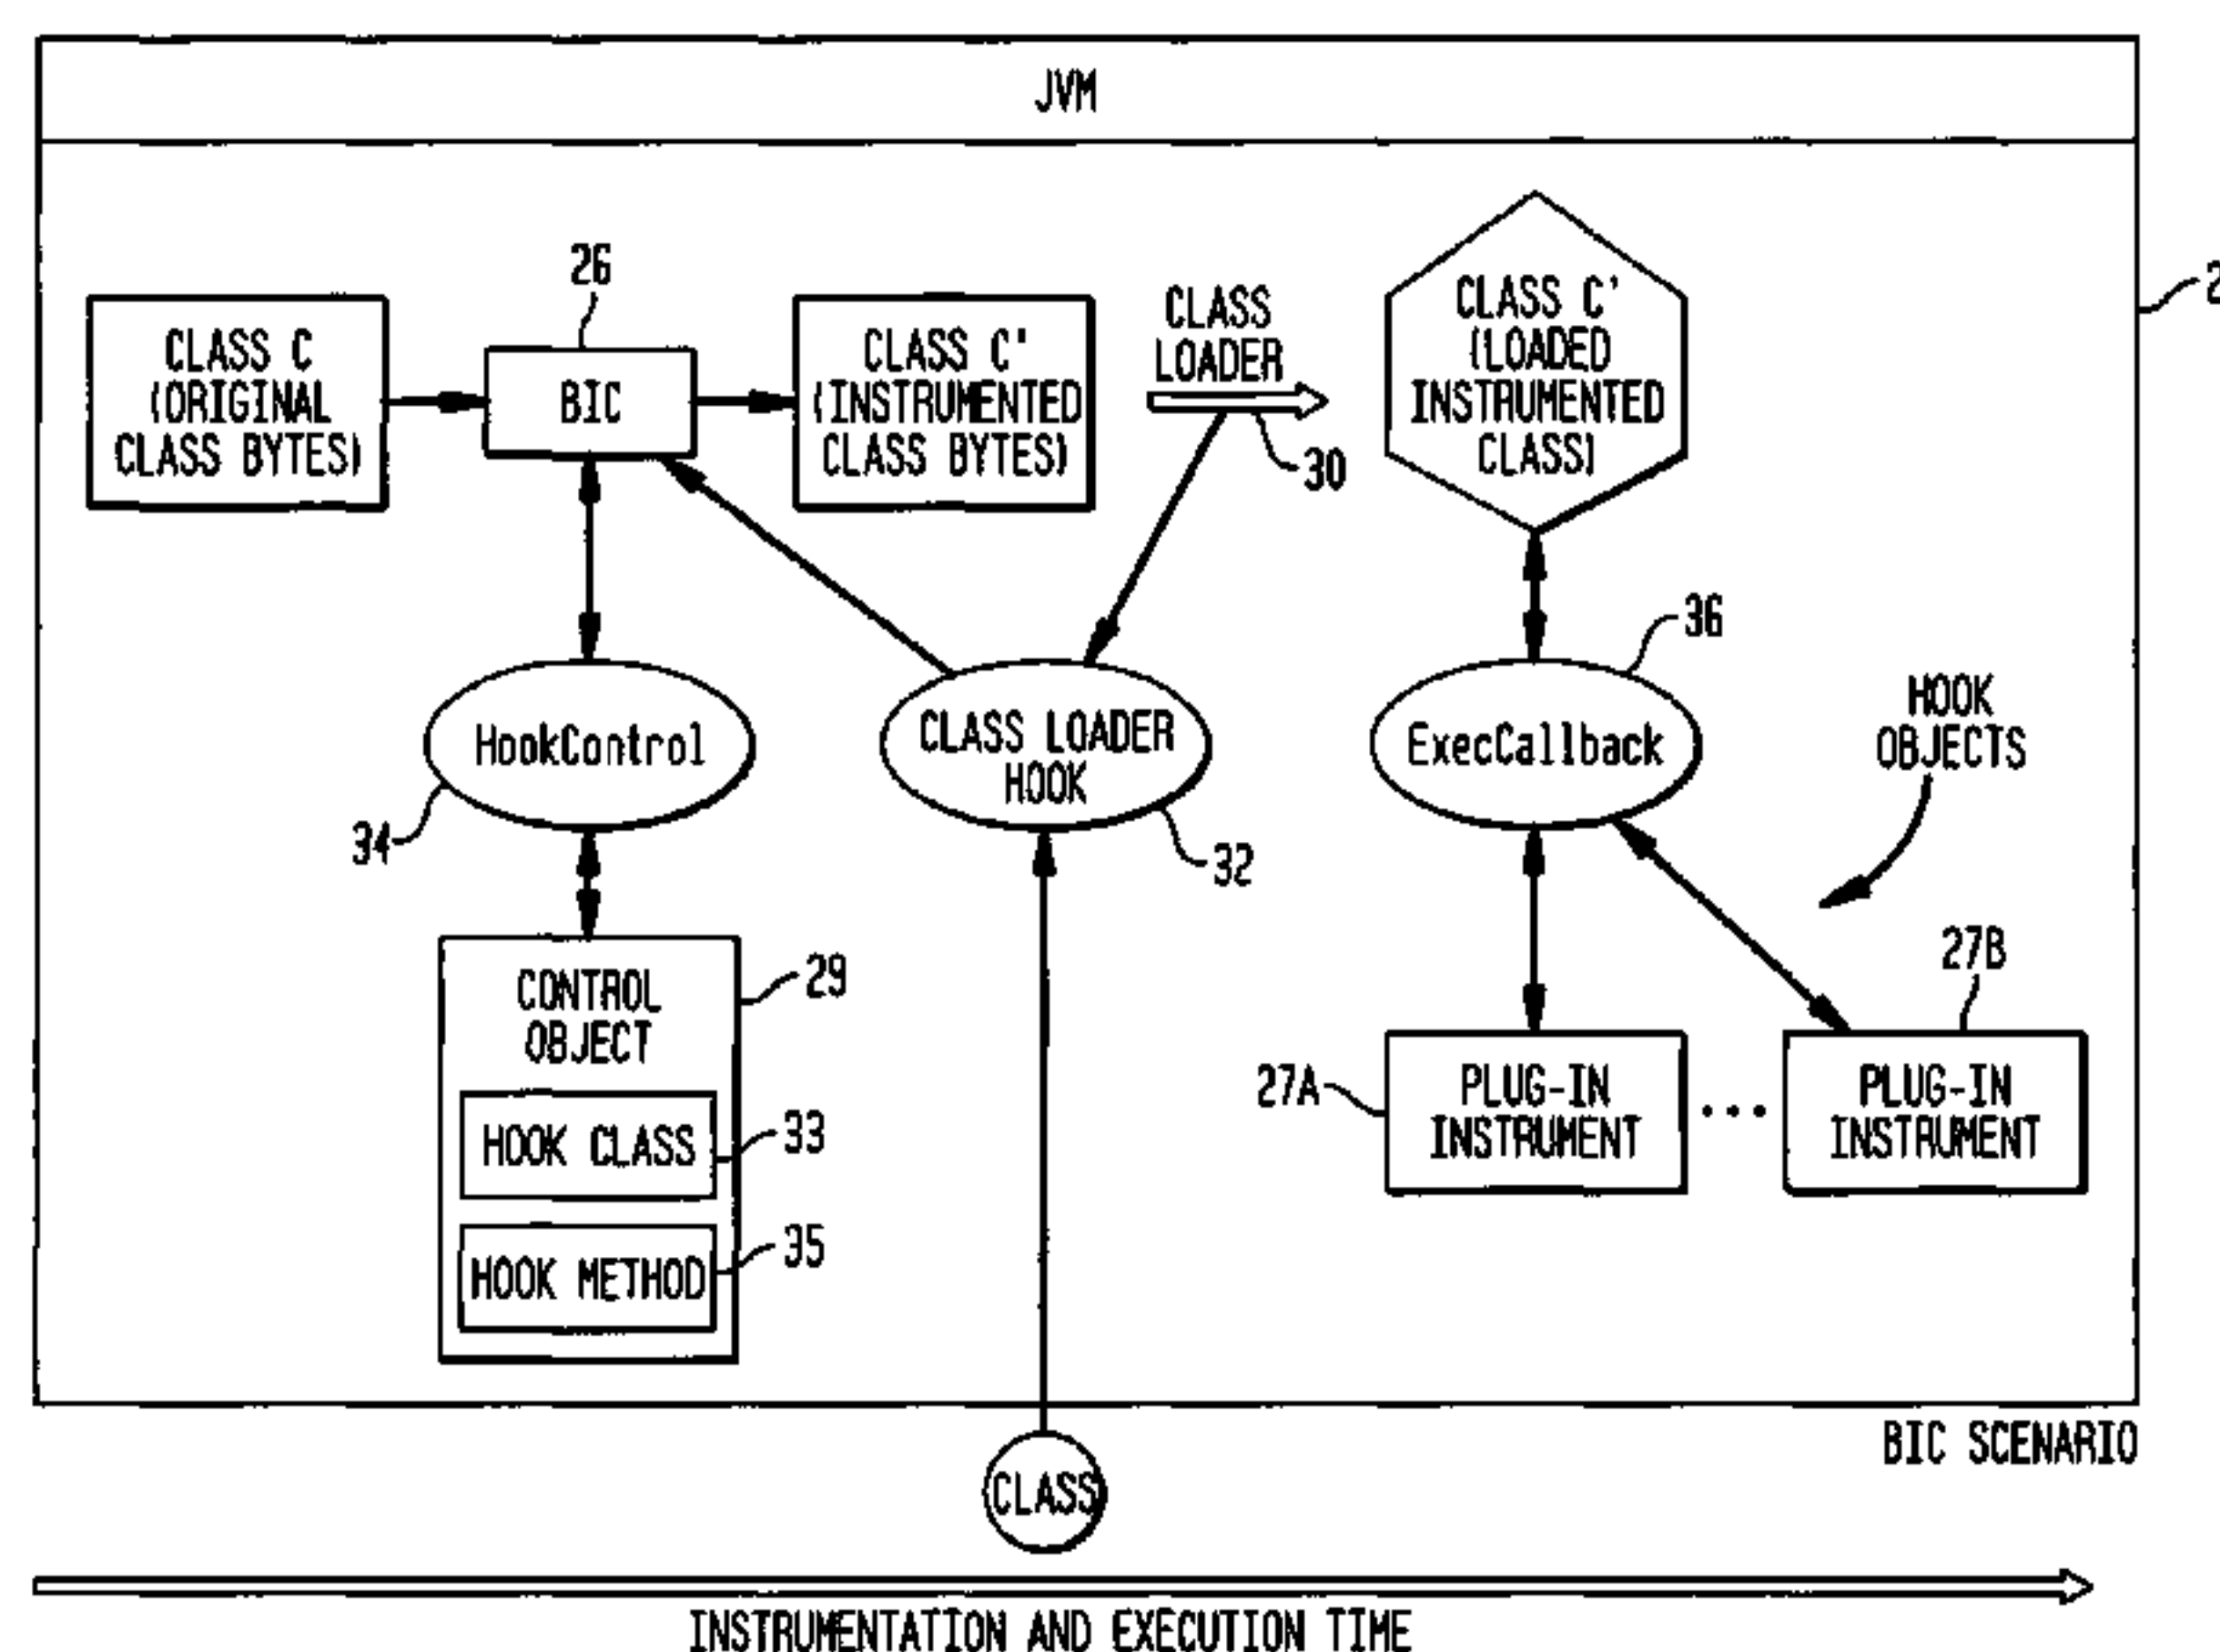 JVM
26
CLASS C
(ORIGINAL
CLASS BYTES)
BIC
CLASS C'
(INSTRUMENTED
CLASS BYTES)
CLASS
LOADER
30
CLASS C'
(LOADED
INSTRUMENTED
CLASS)
36
HookControl
34
CLASS LOADER
HOOK
32
ExecCallback
HOOK
OBJECTS
CONTROL
OBJECT
29
HOOK CLASS
33
HOOK METHOD
35
27A
PLUG-IN
INSTRUMENT
...
27B
PLUG-IN
INSTRUMENT
BIC SCENARIO
CLASS
INSTRUMENTATION AND EXECUTION TIME